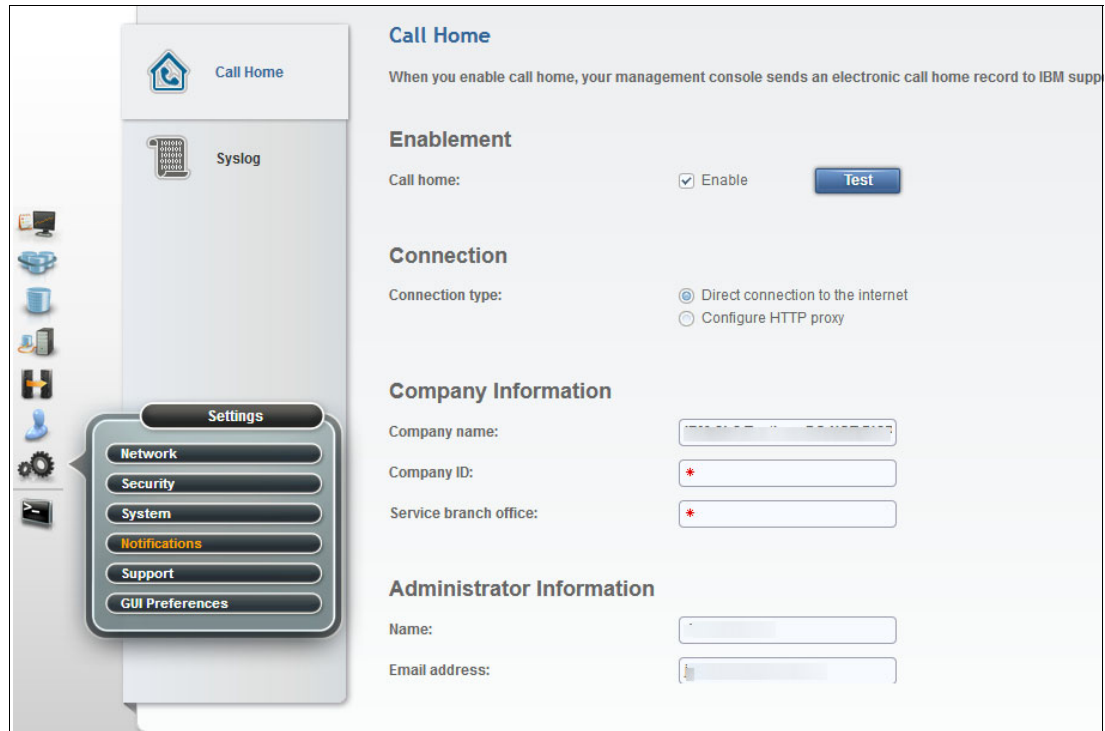 Call Home
Syslog
Settings
Network
Security
System
Notifications
Support
GUI Preferences
Call Home
When you enable call home, your management console sends an electronic call home record to IBM supp
Enablement
Call home:
Enable
Test
Connection
Connection type:
Direct connection to the internet
Configure HTTP proxy
Company Information
Company name:
Company ID:
*
Service branch office:
*
Administrator Information
Name:
Email address: